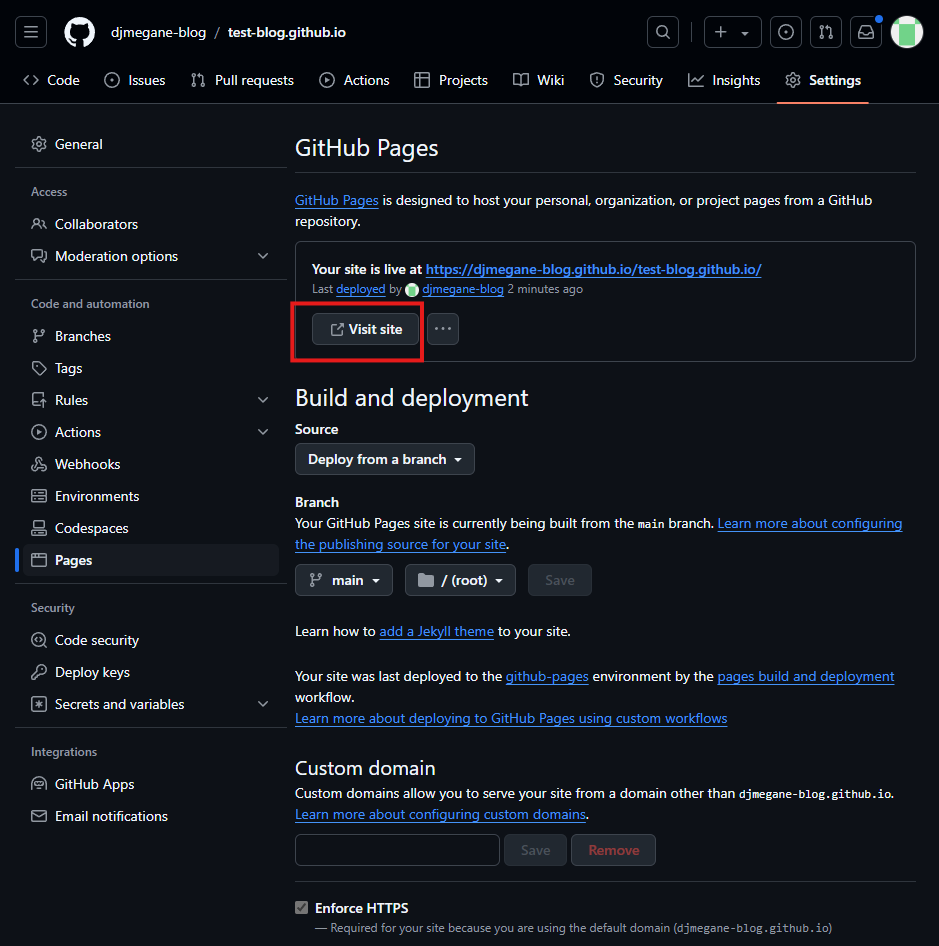 djmegane-blog / test-blog.github.io
Code Issues Pull requests Actions Projects Wiki Security Insights Settings
General
Access
Collaborators
Moderation options
Code and automation
Branches
Tags
Rules
Actions
Webhooks
Environments
Codespaces
Pages
Security
Code security
Deploy keys
Secrets and variables
Integrations
GitHub Apps
Email notifications
GitHub Pages
GitHub Pages is designed to host your personal, organization, or project pages from a GitHub
repository.
Your site is live at https://djmegane-blog.github.io/test-blog.github.io/
Last deployed by djmegane-blog 2 minutes ago
Visit site
Build and deployment
Source
Deploy from a branch
Branch
Your GitHub Pages site is currently being built from the main branch. Learn more about configuring
the publishing source for your site.
main / (root) Save
Learn how to add a Jekyll theme to your site.
Your site was last deployed to the github-pages environment by the pages build and deployment
workflow.
Learn more about deploying to GitHub Pages using custom workflows
Custom domain
Custom domains allow you to serve your site from a domain other than djmegane-blog.github.io.
Learn more about configuring custom domains.
Save Remove
Enforce HTTPS
— Required for your site because you are using the default domain (djmegane-blog.github.io)